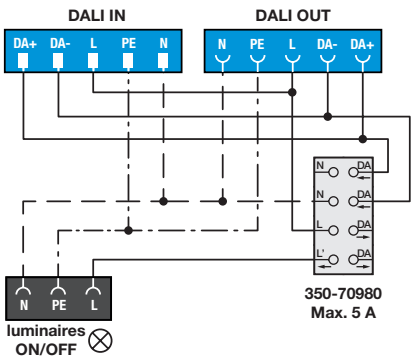 DALI IN DALI OUT
DA+ DA- L PE N N PE L DA- DA+
N DA
N DA
L DA
L' DA
350-70980
Max. 5 A
N PE L
luminaires
ON/OFF